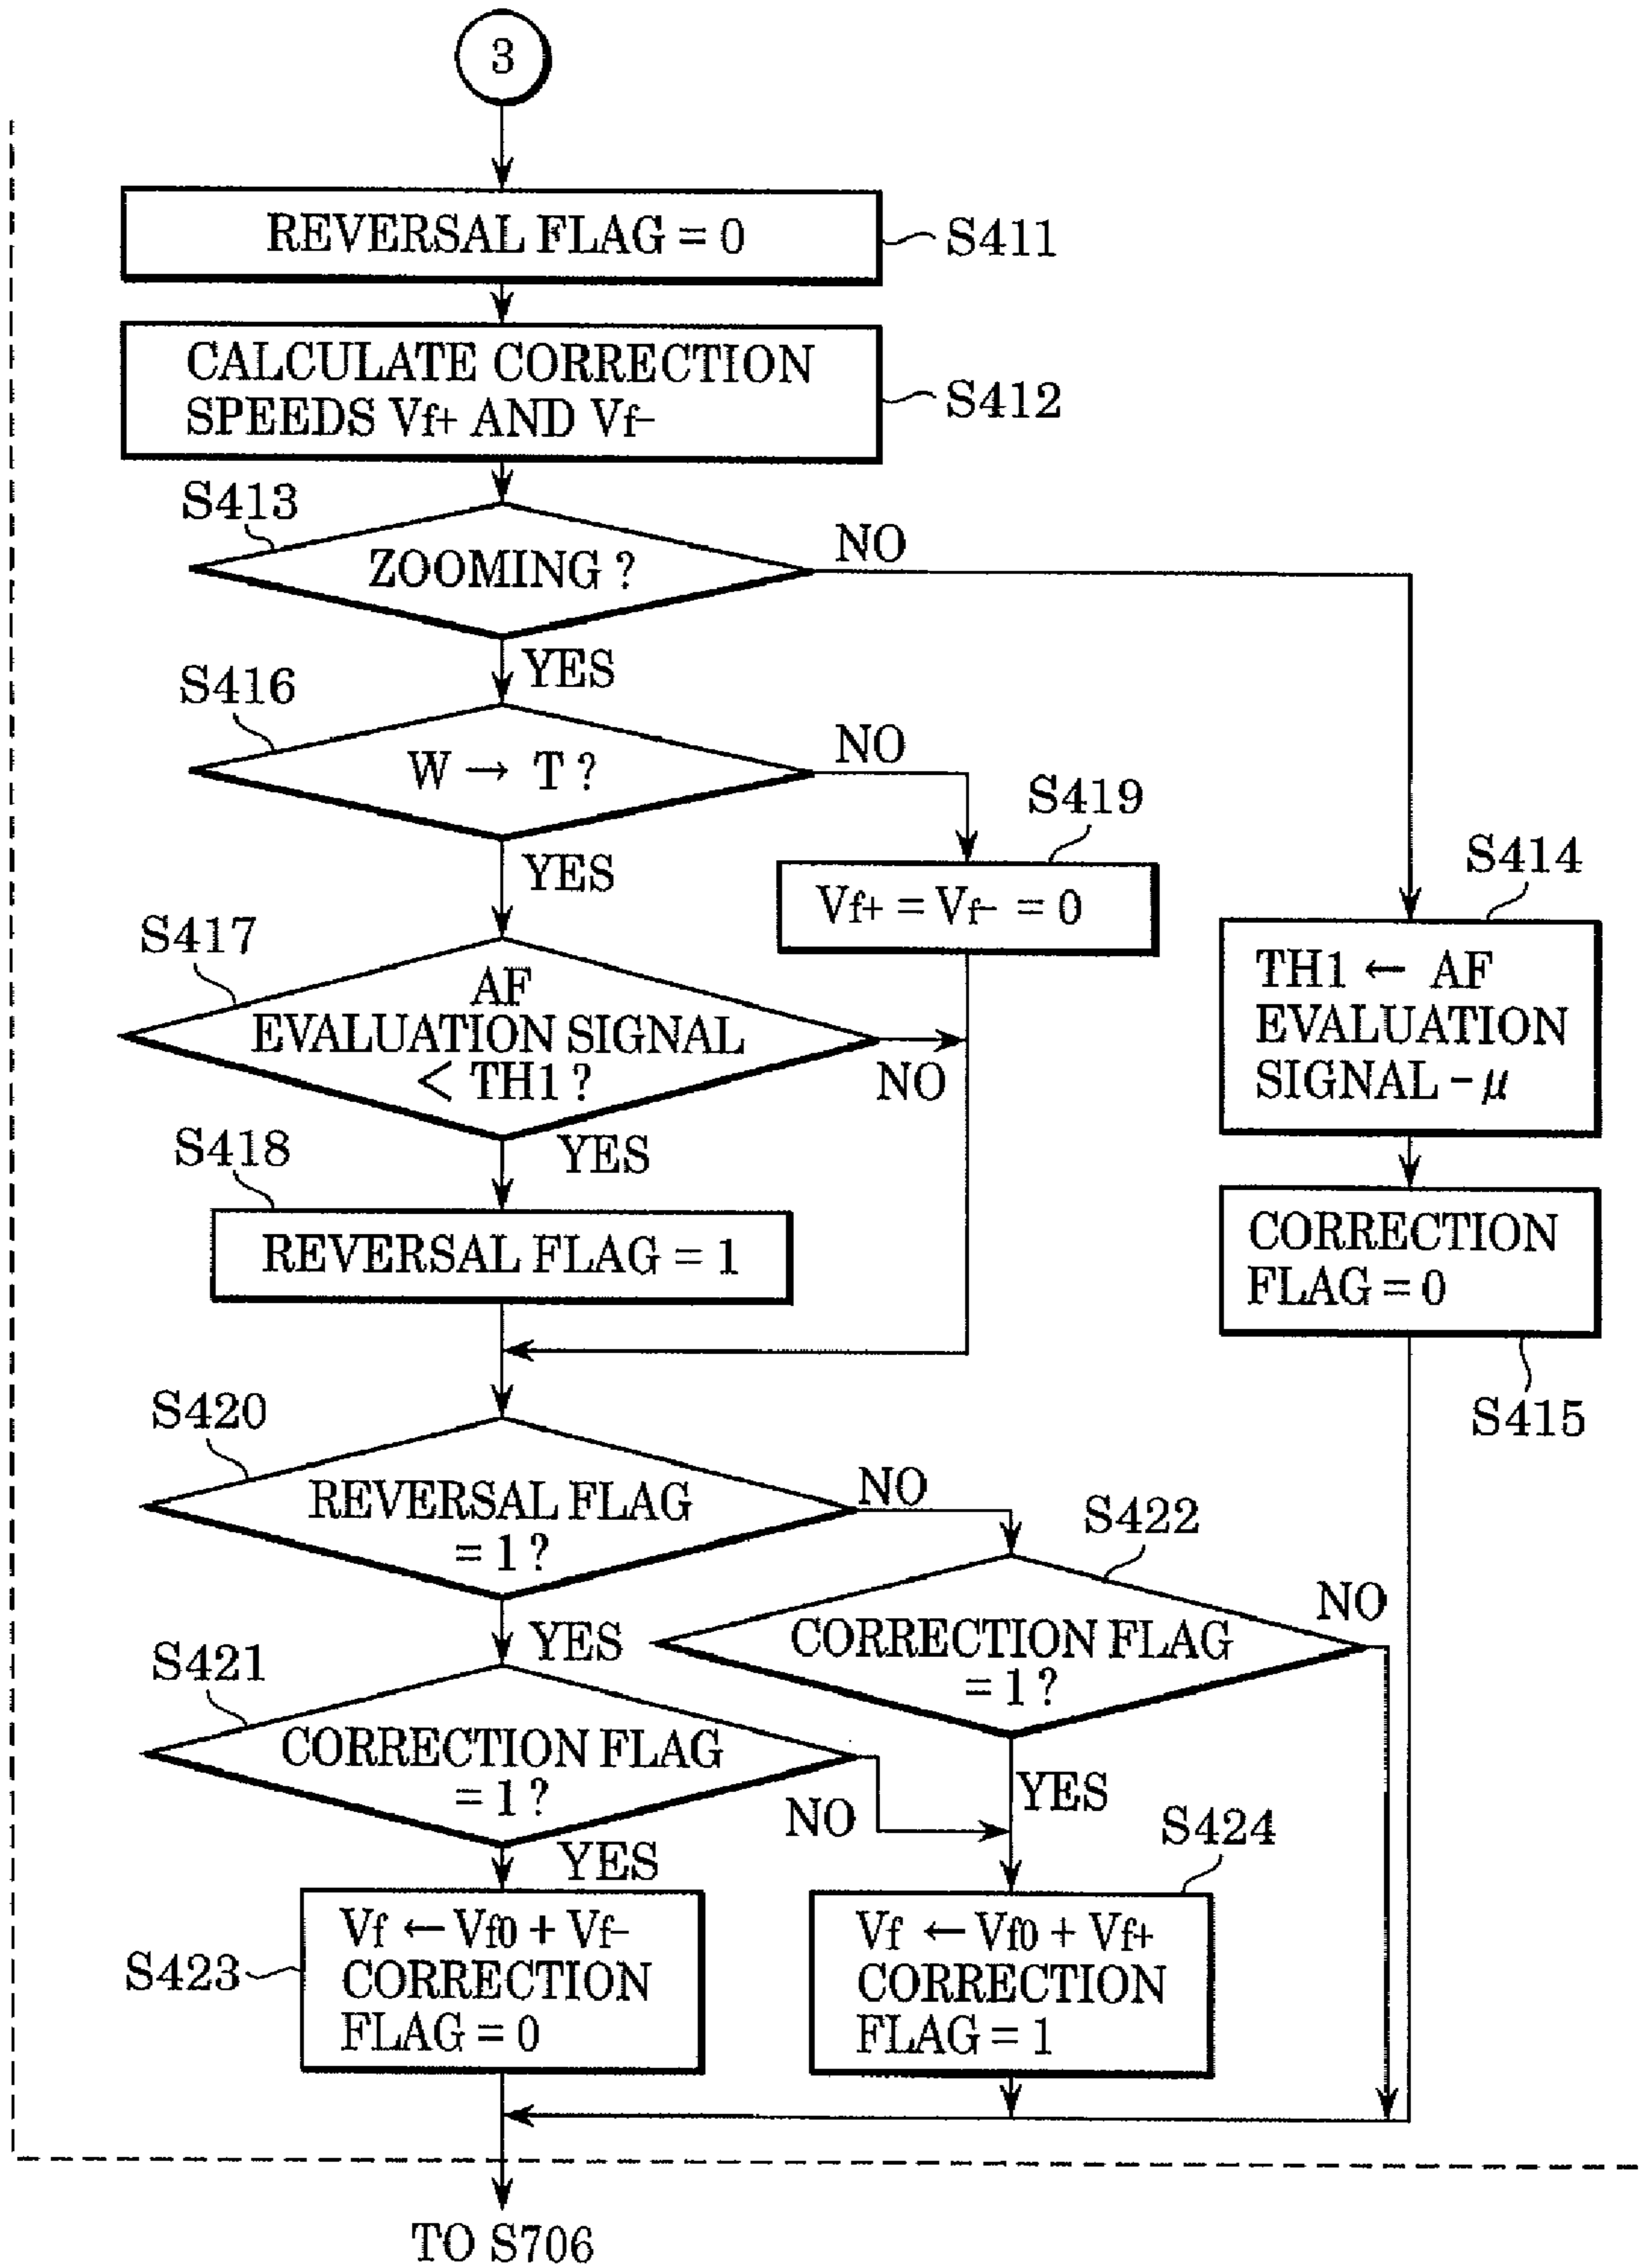 3
REVERSAL FLAG = 0
S411
CALCULATE CORRECTION
SPEEDS Vf+ AND Vf-
S412
S413
ZOOMING ?
NO
YES
S416
W → T ?
NO
YES
S419
Vf+ = Vf- = 0
S414
TH1 ← AF
EVALUATION
SIGNAL - μ
S417
AF
EVALUATION SIGNAL
< TH1 ?
NO
YES
S418
REVERSAL FLAG = 1
CORRECTION
FLAG = 0
S415
S420
REVERSAL FLAG
= 1 ?
NO
YES
S422
CORRECTION FLAG
= 1 ?
NO
YES
S421
CORRECTION FLAG
= 1 ?
NO
YES
S423
Vf ← Vf0 + Vf-
CORRECTION
FLAG = 0
S424
Vf ← Vf0 + Vf+
CORRECTION
FLAG = 1
TO S706